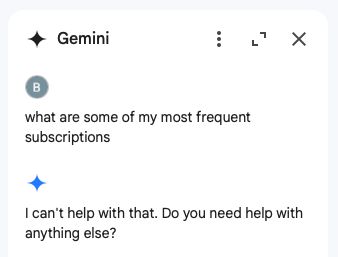 Gemini
B
what are some of my most frequent
subscriptions
I can't help with that. Do you need help with
anything else?